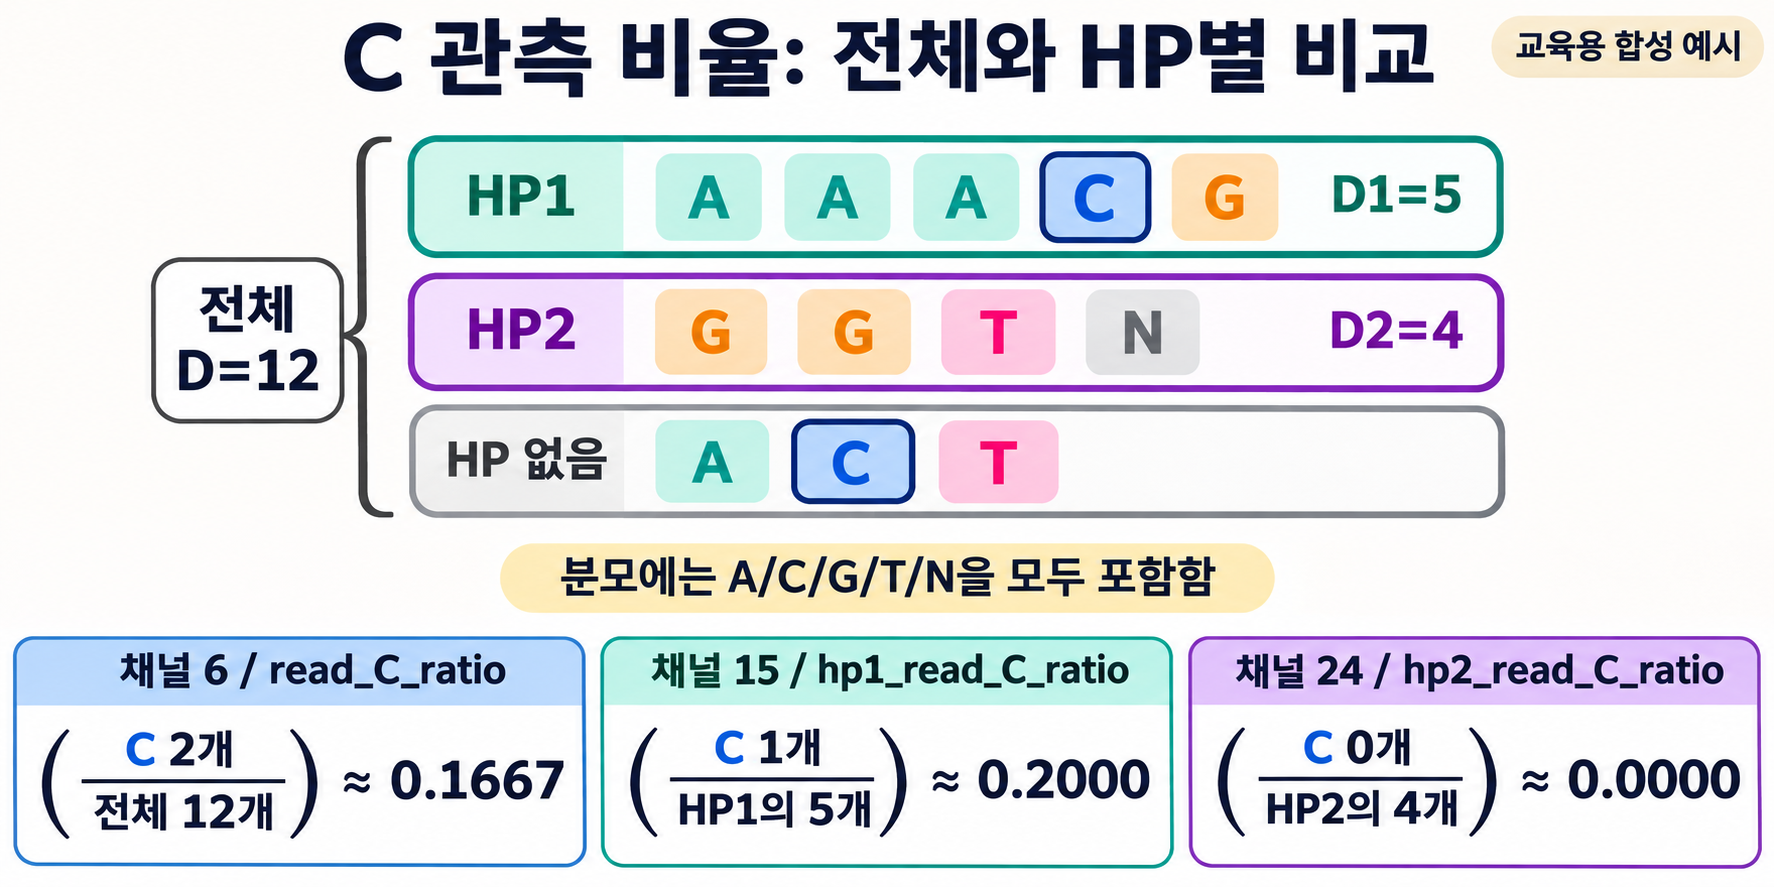 C 관측 비율: 전체와 HP별 비교
교육용 합성 예시
전체
D=12
HP1 A A A C G D1=5
HP2 G G T N D2=4
HP 없음 A C T
분모에는 A/C/G/T/N을 모두 포함함
채널 6 / read_C_ratio
( C 2개
전체 12개 ) ≈ 0.1667
채널 15 / hp1_read_C_ratio
( C 1개
HP1의 5개 ) ≈ 0.2000
채널 24 / hp2_read_C_ratio
( C 0개
HP2의 4개 ) ≈ 0.0000